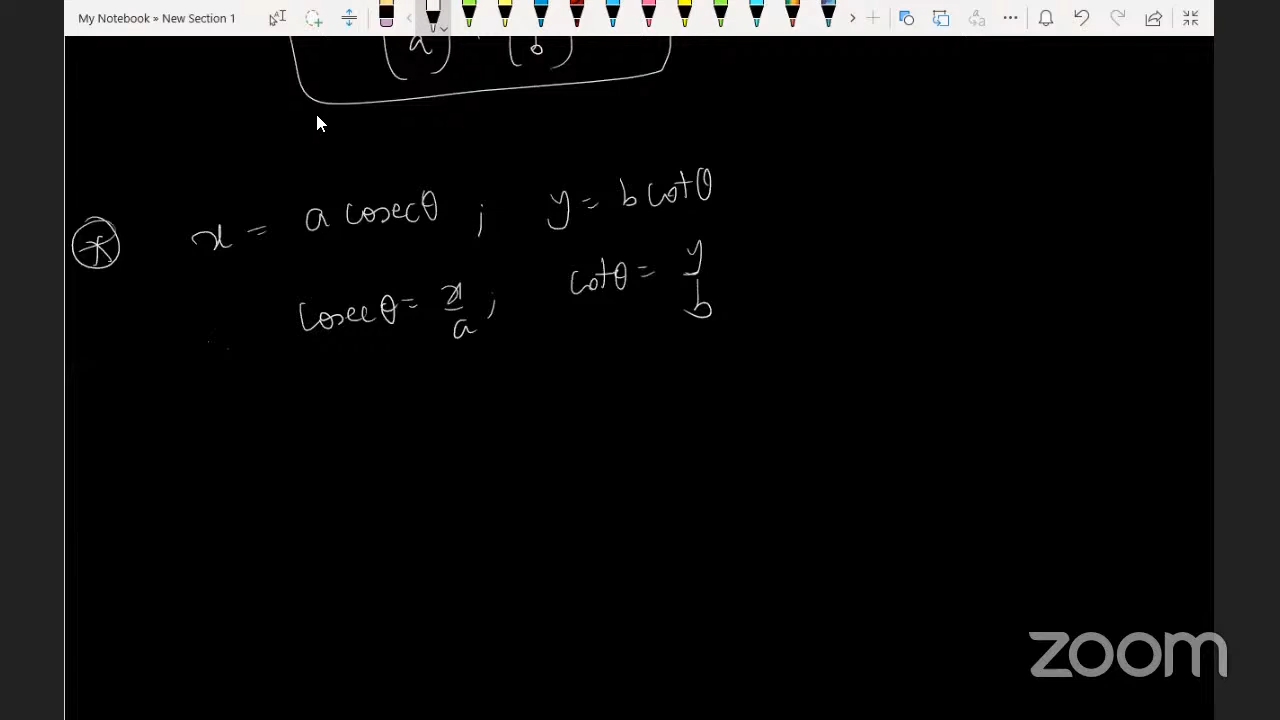 My Notebook » New Section 1
a b
x = a cosecθ ; y = b cotθ
cosecθ = x/a ; cotθ = y/b
zoom